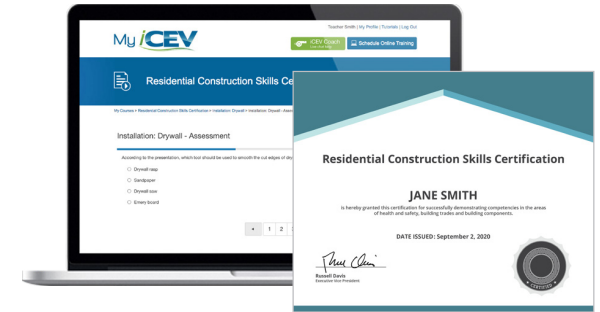 Teacher Smith | My Profile | Tutorials | Log Out
My iCEV
iCEV Coach
Schedule Online Training
Residential Construction Skills Ce
My Courses > Residential Construction Skills Certification > Installation: Drywall > Installation: Drywall - Asses
Installation: Drywall - Assessment
According to the presentation, which tool should be used to smooth the cut edges of dry
Drywall rasp
Sandpaper
Drywall saw
Emery board
1 2
Residential Construction Skills Certification
JANE SMITH
is hereby granted this certification for successfully demonstrating competencies in the areas
of health and safety, building trades and building components.
DATE ISSUED: September 2, 2020
Russell Davis
Executive Vice President
CERTIFIED